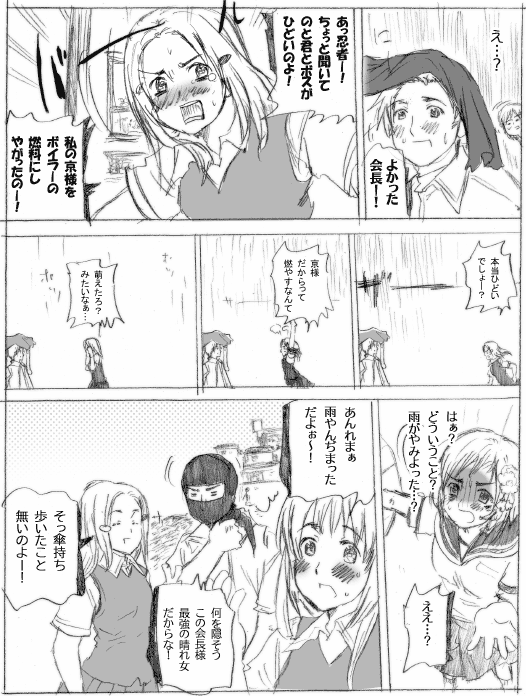 え…？
よかった
会長ー！
あっ忍者ー！
ちょっと聞いて
のと君とボスが
ひどいのよ！
私の京様を
ボイラーの
燃料にし
やがったのー！
本当ひどい
でしょー？
京様
だからって
燃やすなんて
萌えたろ？
みたいなぁ…
はぁ？
どういうこと？
雨がやみよった…？
ええ…？
あんれまぁ
雨やんぢまった
だよぉ〜！
何を隠そう
この会長様
最強の晴れ女
だからな！
そっ傘持ち
歩いたこと
無いのよー！